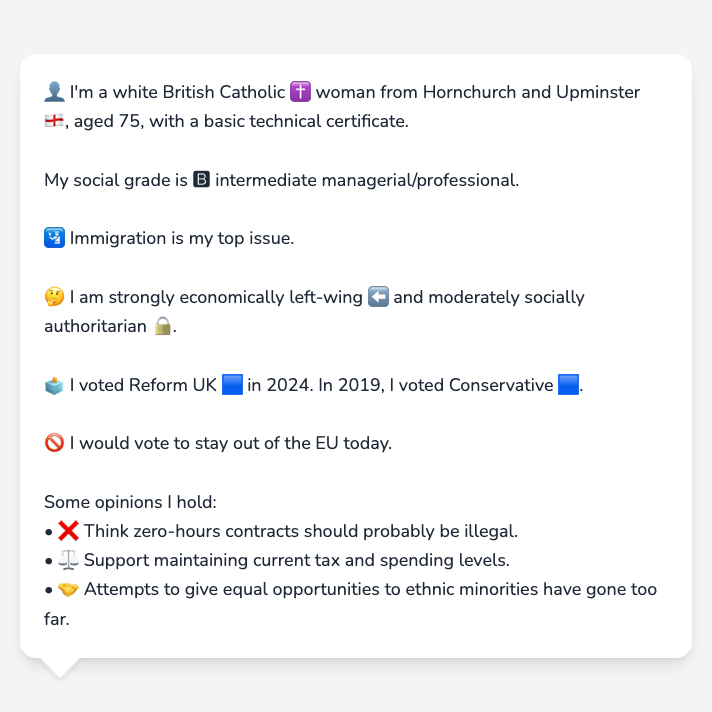 👤 I'm a white British Catholic ✝️ woman from Hornchurch and Upminster
🏴󠁧󠁢󠁥󠁮󠁧󠁿, aged 75, with a basic technical certificate.
My social grade is 🅱 intermediate managerial/professional.
🛂 Immigration is my top issue.
🤔 I am strongly economically left-wing ⬅️ and moderately socially
authoritarian 🔒.
🗳️ I voted Reform UK 🟦 in 2024. In 2019, I voted Conservative 🟦.
🚫 I would vote to stay out of the EU today.
Some opinions I hold:
• ❌ Think zero-hours contracts should probably be illegal.
• ⚖️ Support maintaining current tax and spending levels.
• 🤝 Attempts to give equal opportunities to ethnic minorities have gone too
far.